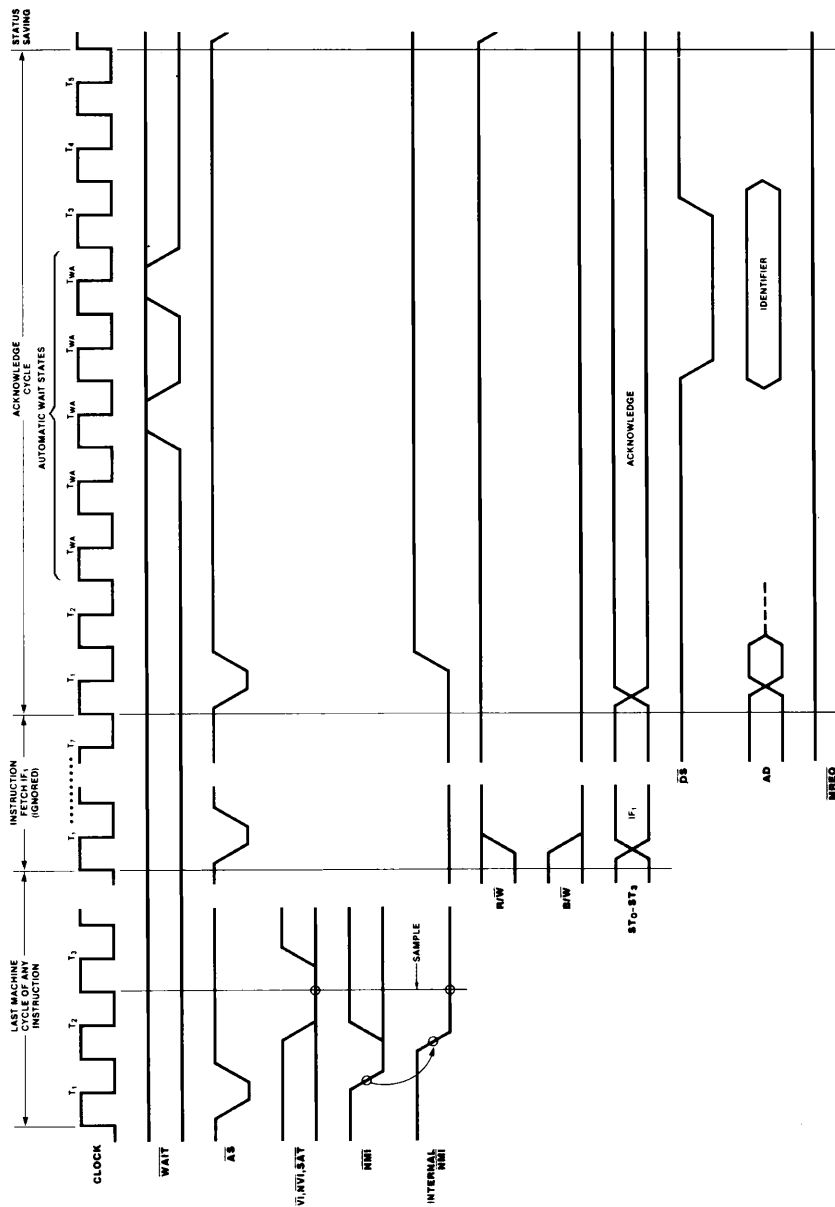 LAST MACHINE
CYCLE OF ANY
INSTRUCTION
INSTRUCTION
FETCH IF₁
(IGNORED)
ACKNOWLEDGE
CYCLE
STATUS
SAVING
AUTOMATIC WAIT STATES
T₁ T₂ T₃ T₁ T₇ T₁ T₂ TWA TWA TWA TWA TWA T₃ T₄ T₅
CLOCK
WAIT
AS
VI,NVI,SAT
NMI
INTERNAL
NMI
SAMPLE
R/W
B/W
ST₀-ST₃
IF₁
ACKNOWLEDGE
DS
AD
IDENTIFIER
MREQ